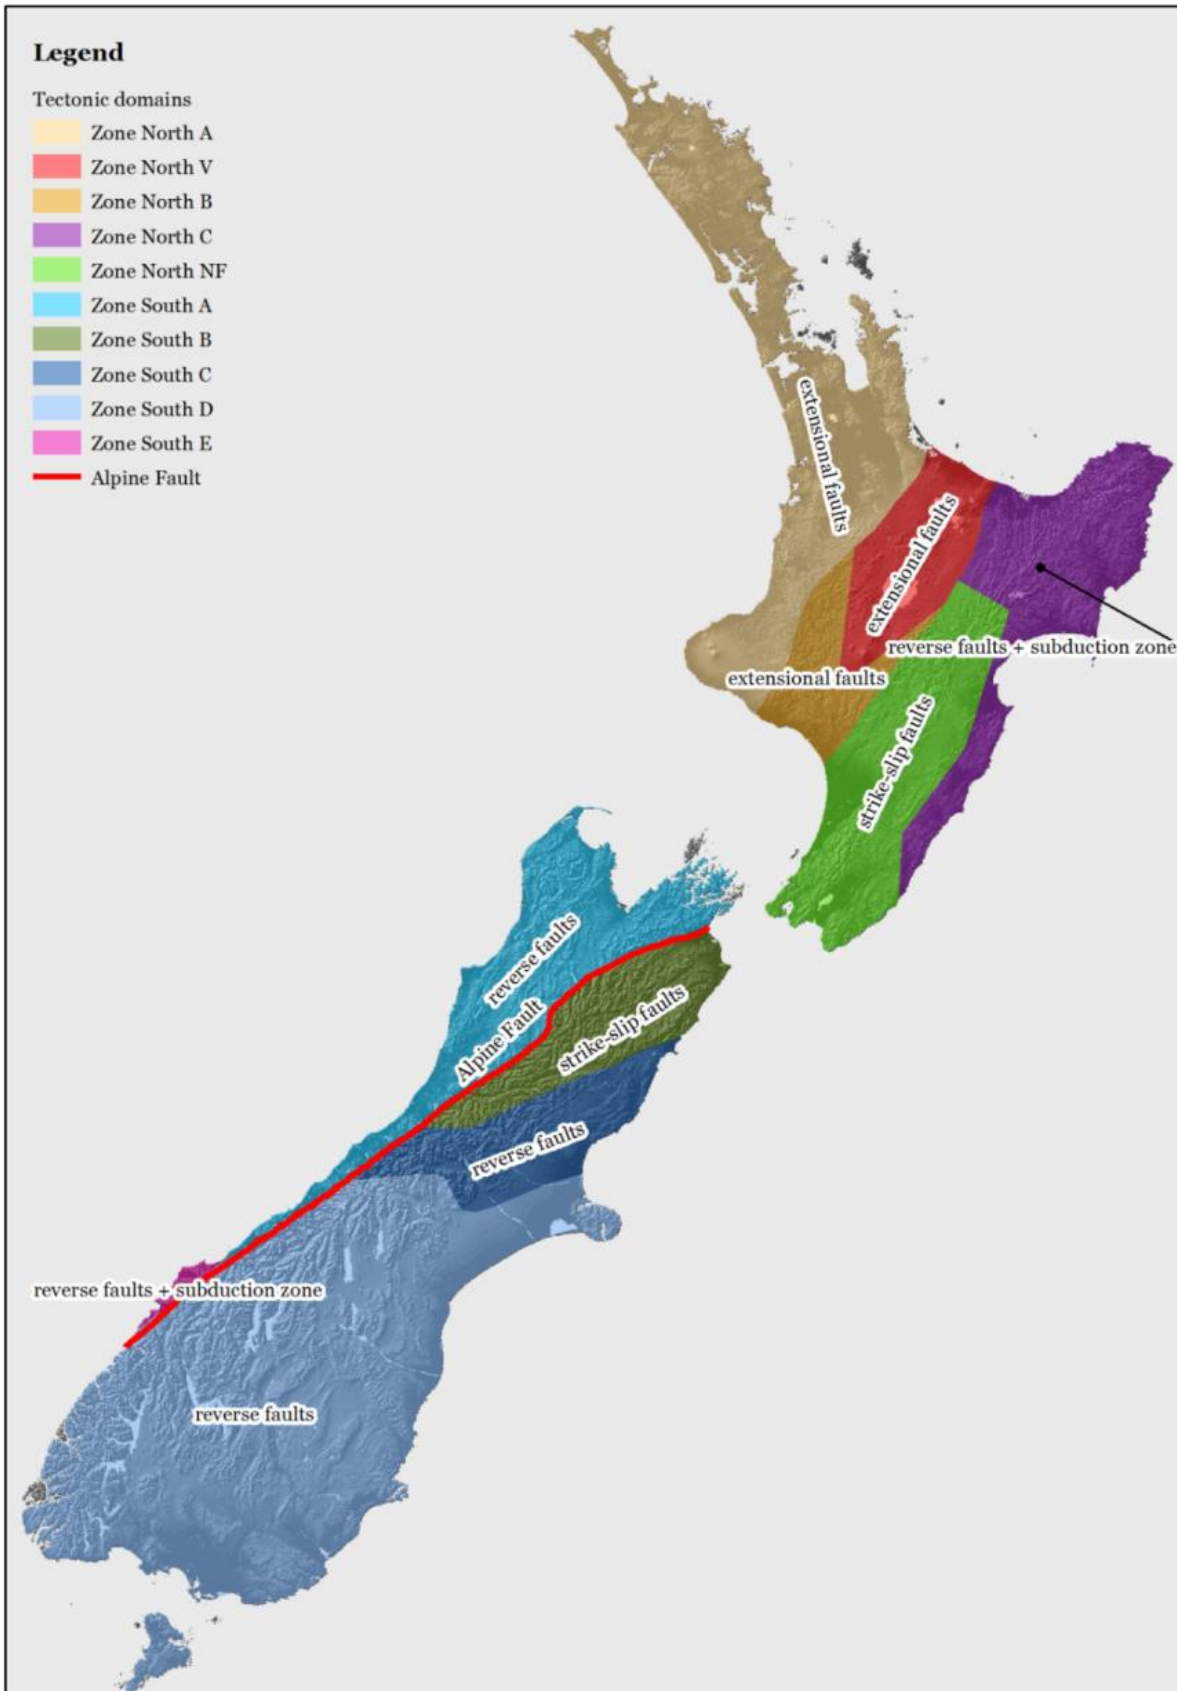 Legend
Tectonic domains
Zone North A
Zone North V
Zone North B
Zone North C
Zone North NF
Zone South A
Zone South B
Zone South C
Zone South D
Zone South E
Alpine Fault
extensional faults
extensional faults
reverse faults + subduction zone
extensional faults
strike-slip faults
reverse faults
Alpine Fault
strike-slip faults
reverse faults
reverse faults + subduction zone
reverse faults